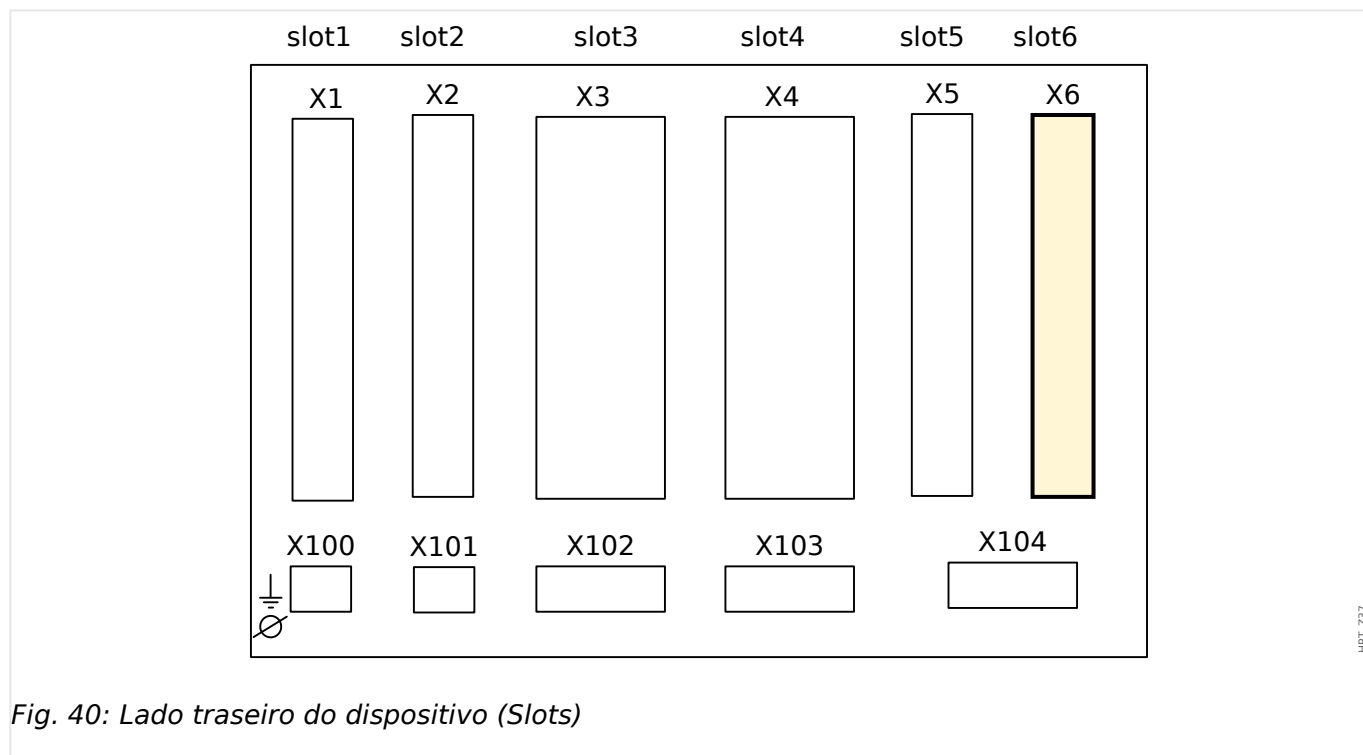 slot1 slot2 slot3 slot4 slot5 slot6
X1 X2 X3 X4 X5 X6
X100 X101 X102 X103 X104
Fig. 40: Lado traseiro do dispositivo (Slots)